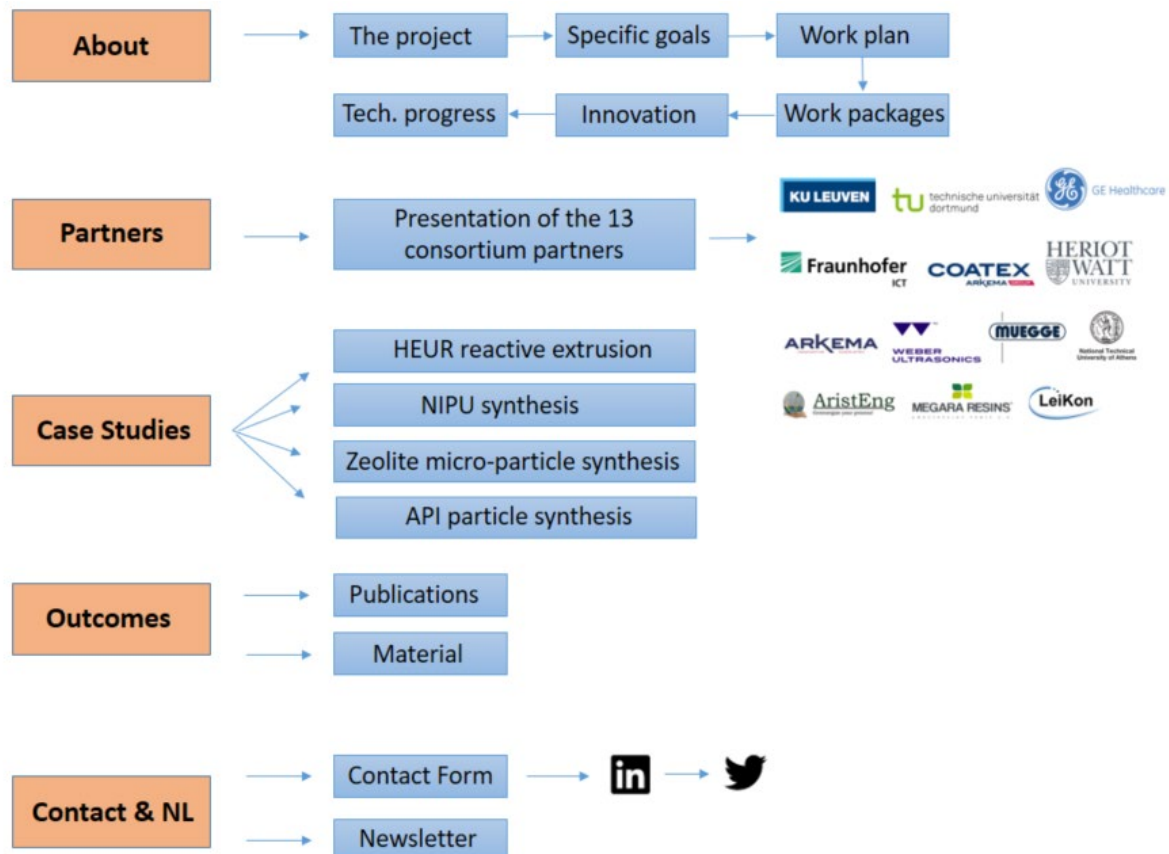 About
The project
Specific goals
Work plan
Tech. progress
Innovation
Work packages
Partners
Presentation of the 13
consortium partners
KU LEUVEN
tu technische universität
dortmund
GE Healthcare
Fraunhofer
ICT
COATEX
ARKEMA GROUP
HERIOT
WATT
UNIVERSITY
ARKEMA
WEBER
ULTRASONICS
MUEGGE
National Technical
University of Athens
AristEng
MEGARA RESINS
LeiKon
Case Studies
HEUR reactive extrusion
NIPU synthesis
Zeolite micro-particle synthesis
API particle synthesis
Outcomes
Publications
Material
Contact & NL
Contact Form
in
Newsletter